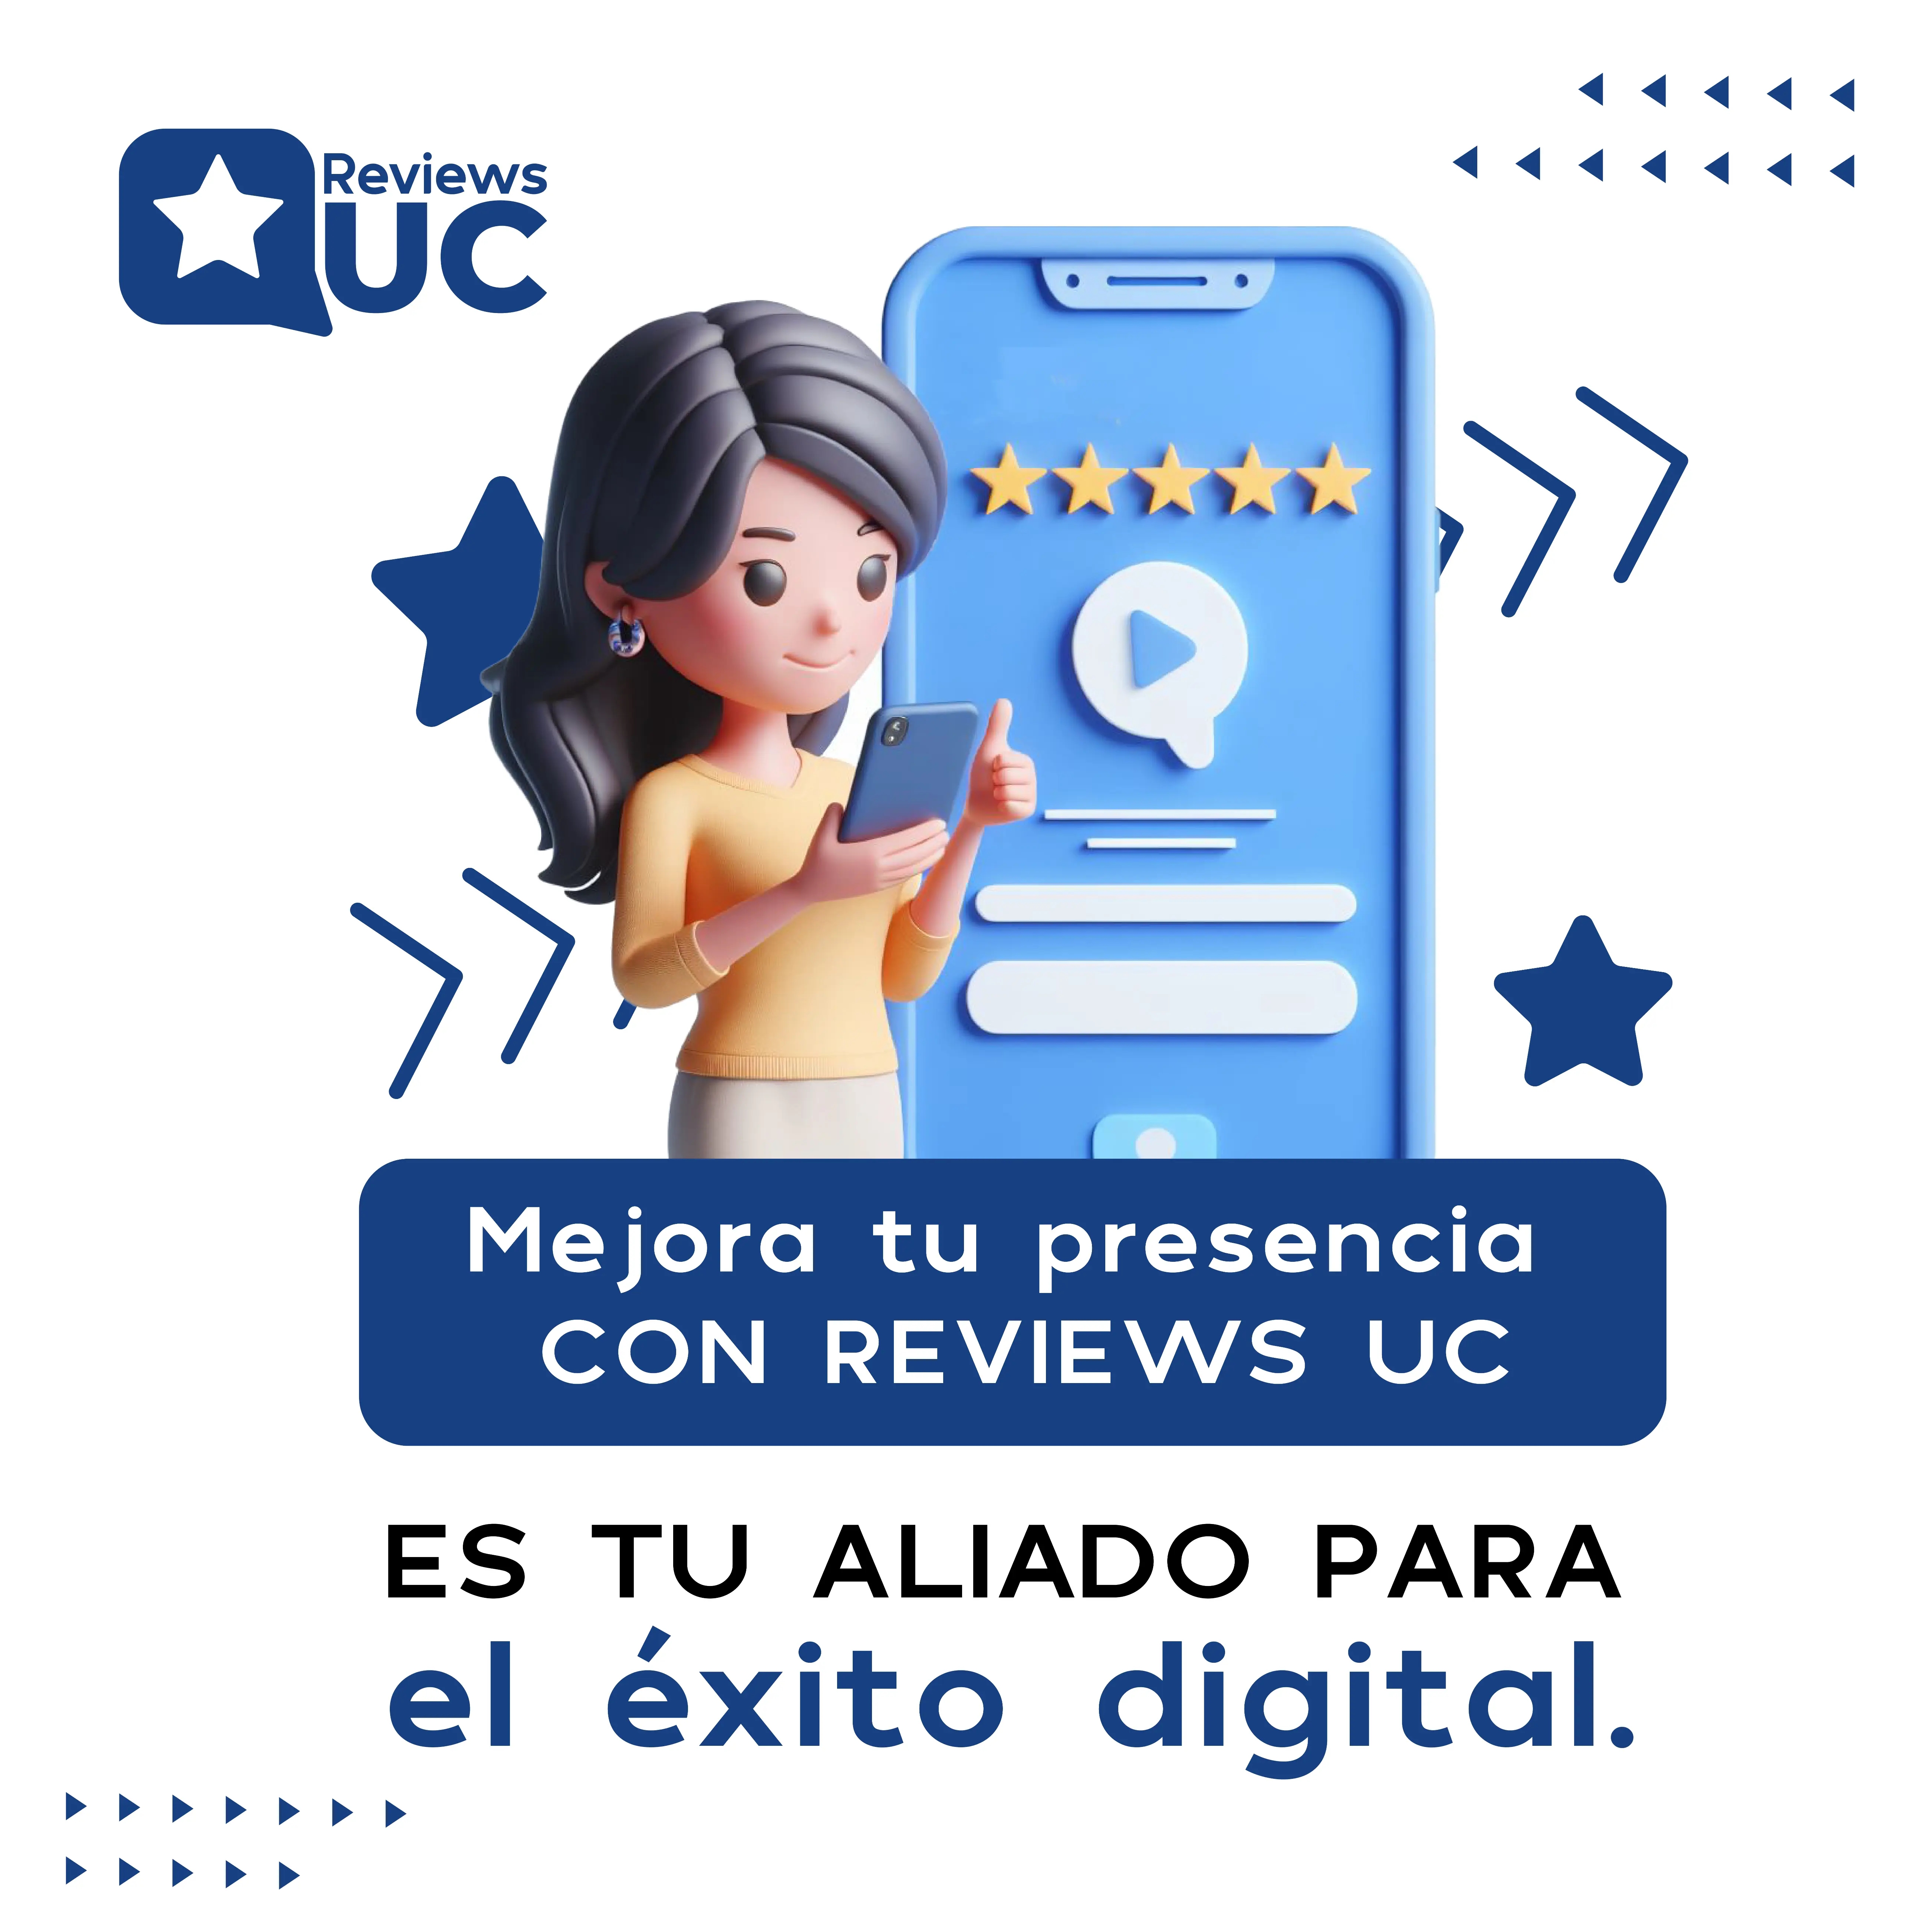 Reviews
UC
Mejora tu presencia
CON REVIEWS UC
ES TU ALIADO PARA
el éxito digital.